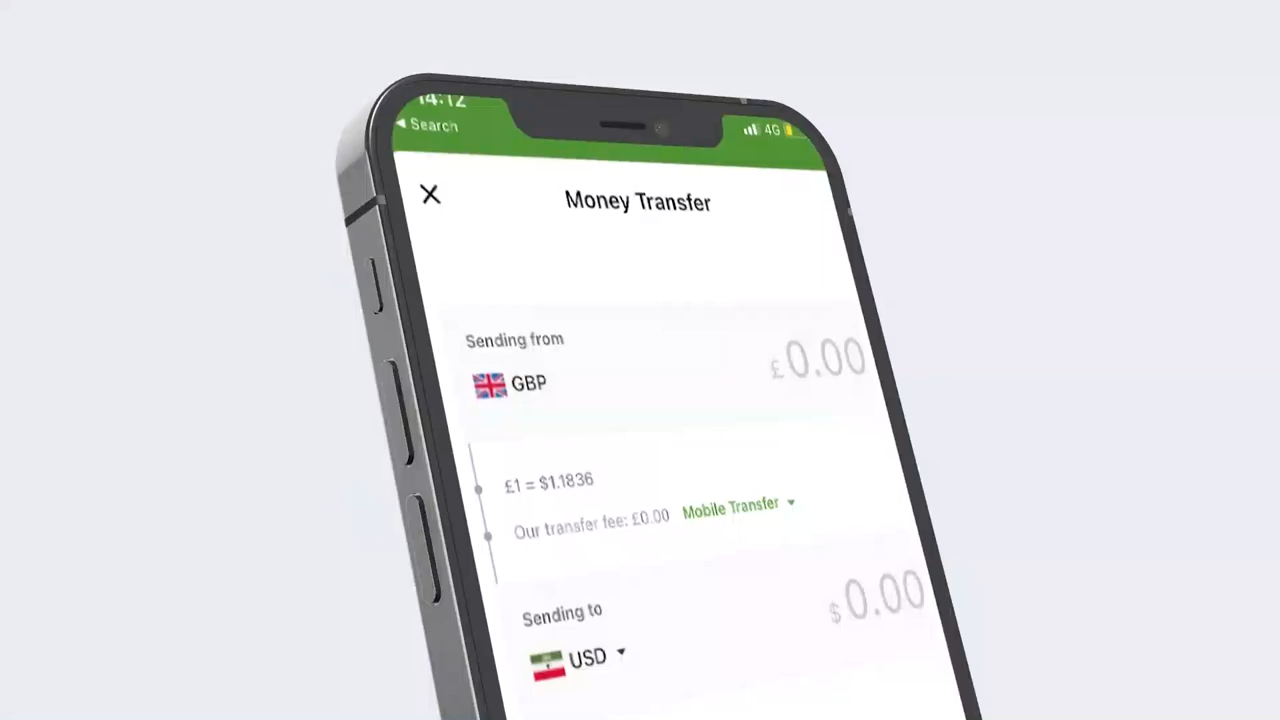 14:12
◀ Search
4G
Money Transfer
Sending from
£0.00
GBP
£1 = $1.1836
Our transfer fee: £0.00 Mobile Transfer
Sending to
$0.00
USD